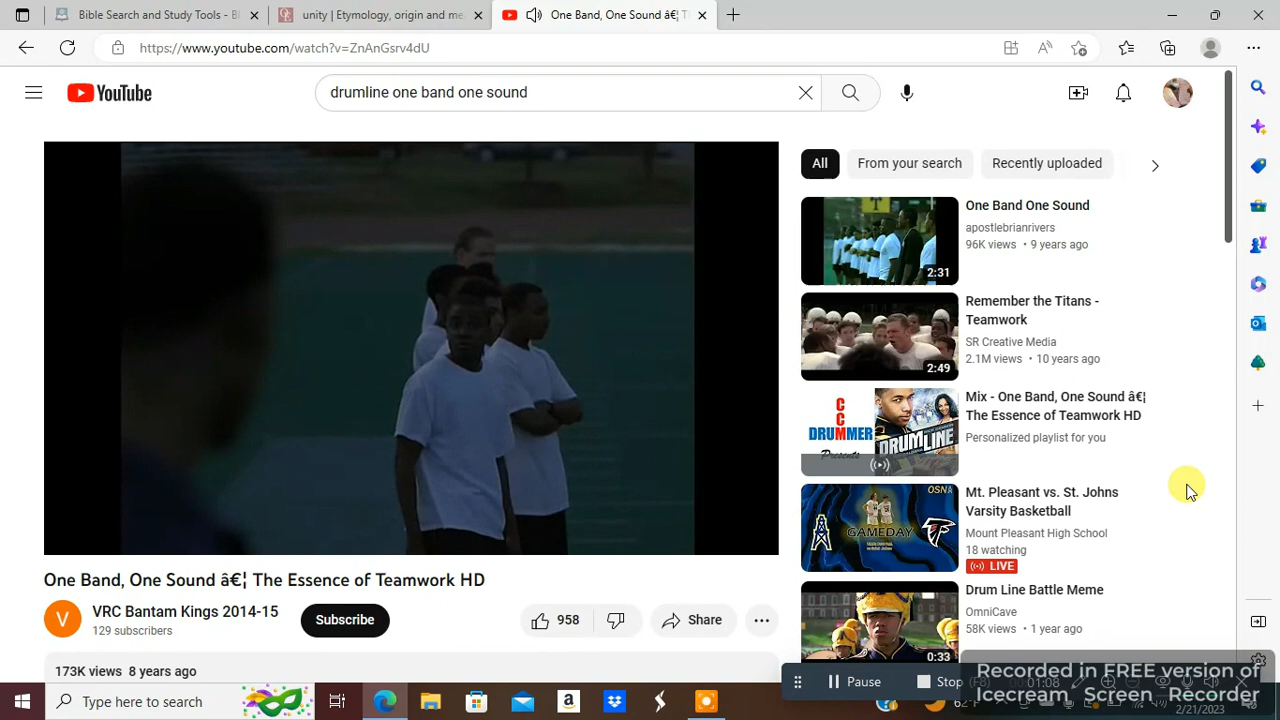 Bible Search and Study Tools - Bl
unity | Etymology, origin and me
One Band, One Sound â€¦ T
https://www.youtube.com/watch?v=ZnAnGsrv4dU
YouTube
drumline one band one sound
All
From your search
Recently uploaded
One Band One Sound
apostlebrianrivers
96K views • 9 years ago
2:31
Remember the Titans -
Teamwork
SR Creative Media
2.1M views • 10 years ago
2:49
Mix - One Band, One Sound â€¦
The Essence of Teamwork HD
Personalized playlist for you
CCM
DRUMMER
Presents
DRUMLINE
Mt. Pleasant vs. St. Johns
Varsity Basketball
Mount Pleasant High School
18 watching
LIVE
OSN
GAMEDAY
Drum Line Battle Meme
OmniCave
58K views • 1 year ago
0:33
One Band, One Sound â€¦ The Essence of Teamwork HD
V
VRC Bantam Kings 2014-15
129 subscribers
Subscribe
958
Share
173K views 8 years ago
Pause
Stop (F8)
00:01:08
Recorded in FREE version of
Icecream Screen Recorder
Type here to search
62°F
2/21/2023